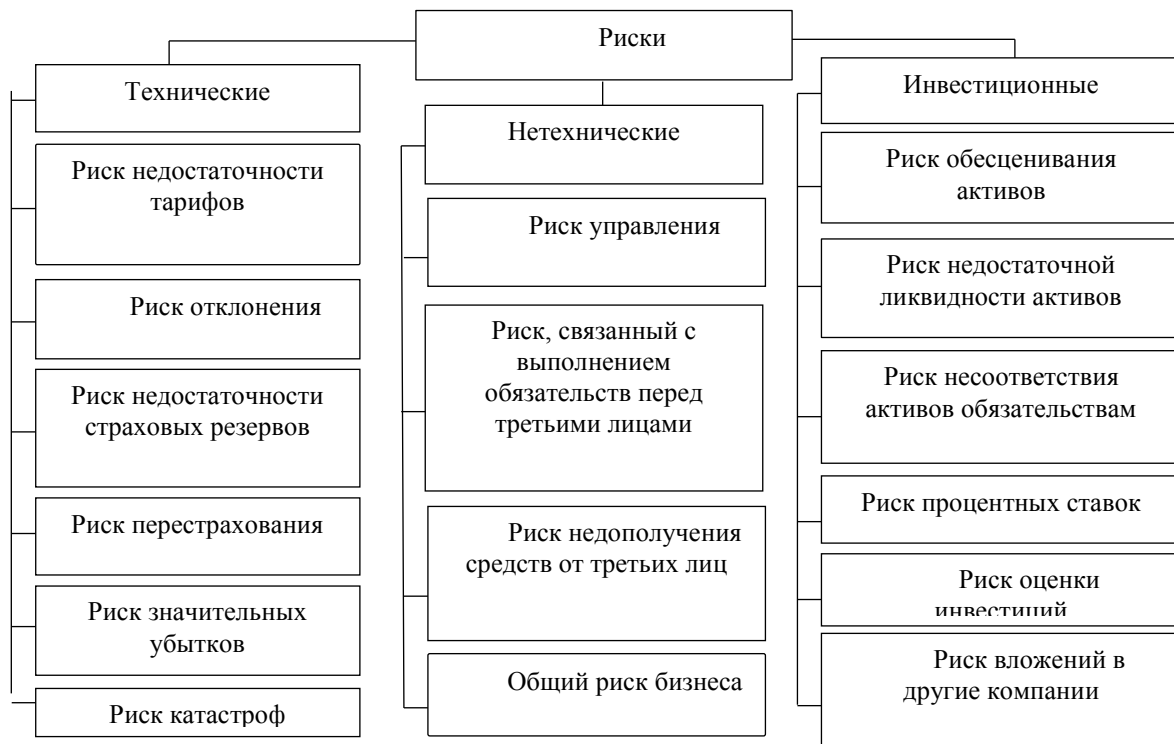 Риски
Технические
Риск недостаточности
тарифов
Риск отклонения
Риск недостаточности
страховых резервов
Риск перестрахования
Риск значительных
убытков
Риск катастроф
Нетехнические
Риск управления
Риск, связанный с
выполнением
обязательств перед
третьими лицами
Риск недополучения
средств от третьих лиц
Общий риск бизнеса
Инвестиционные
Риск обесценивания
активов
Риск недостаточной
ликвидности активов
Риск несоответствия
активов обязательствам
Риск процентных ставок
Риск оценки
инвестиций
Риск вложений в
другие компании